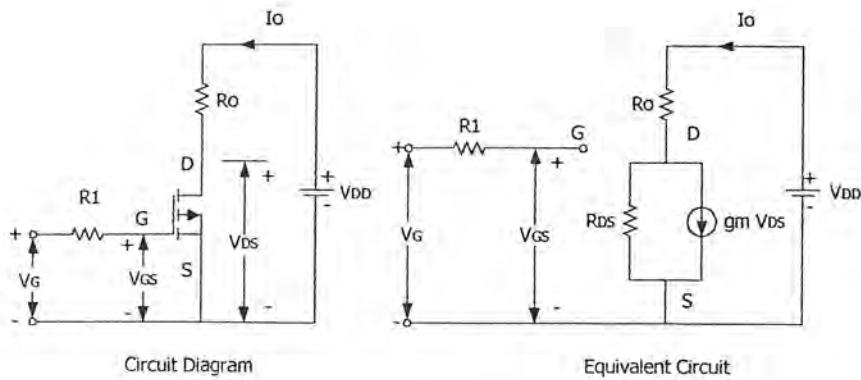 Io
Ro
D
+
VDD
-
R1
G
+
+
VDS
VG
VGS
S
-
-
-
Circuit Diagram
Io
Ro
D
R1
G
+
+
+
VDD
-
RDS
gm VDS
VG
VGS
S
-
-
Equivalent Circuit